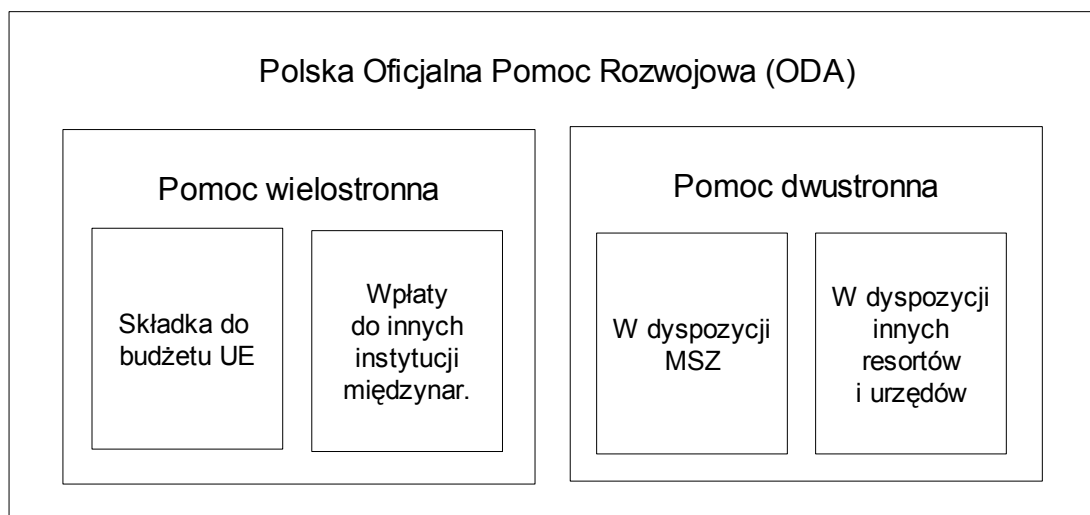 Polska Oficjalna Pomoc Rozwojowa (ODA)
Pomoc wielostronna
Składka do
budżetu UE
Wpłaty
do innych
instytucji
międzynar.
Pomoc dwustronna
W dyspozycji
MSZ
W dyspozycji
innych
resortów
i urzędów